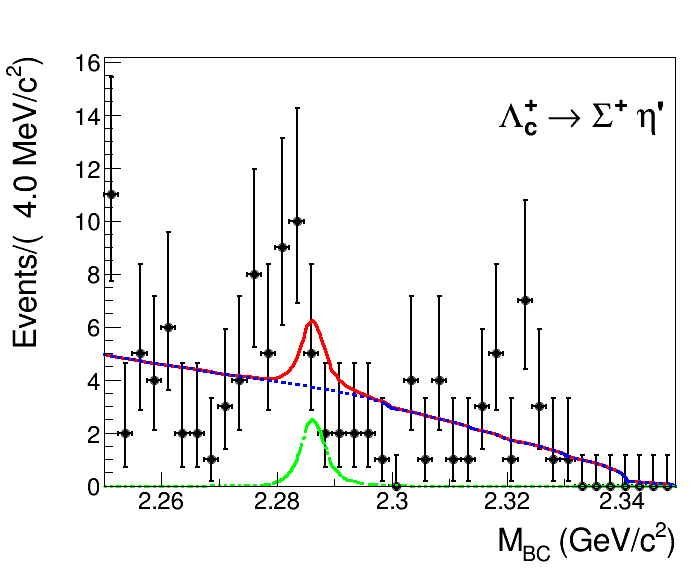 Λc+ → Σ+ η'
Events/( 4.0 MeV/c2)
16
14
12
10
8
6
4
2
0
2.26 2.28 2.3 2.32 2.34
MBC (GeV/c2)